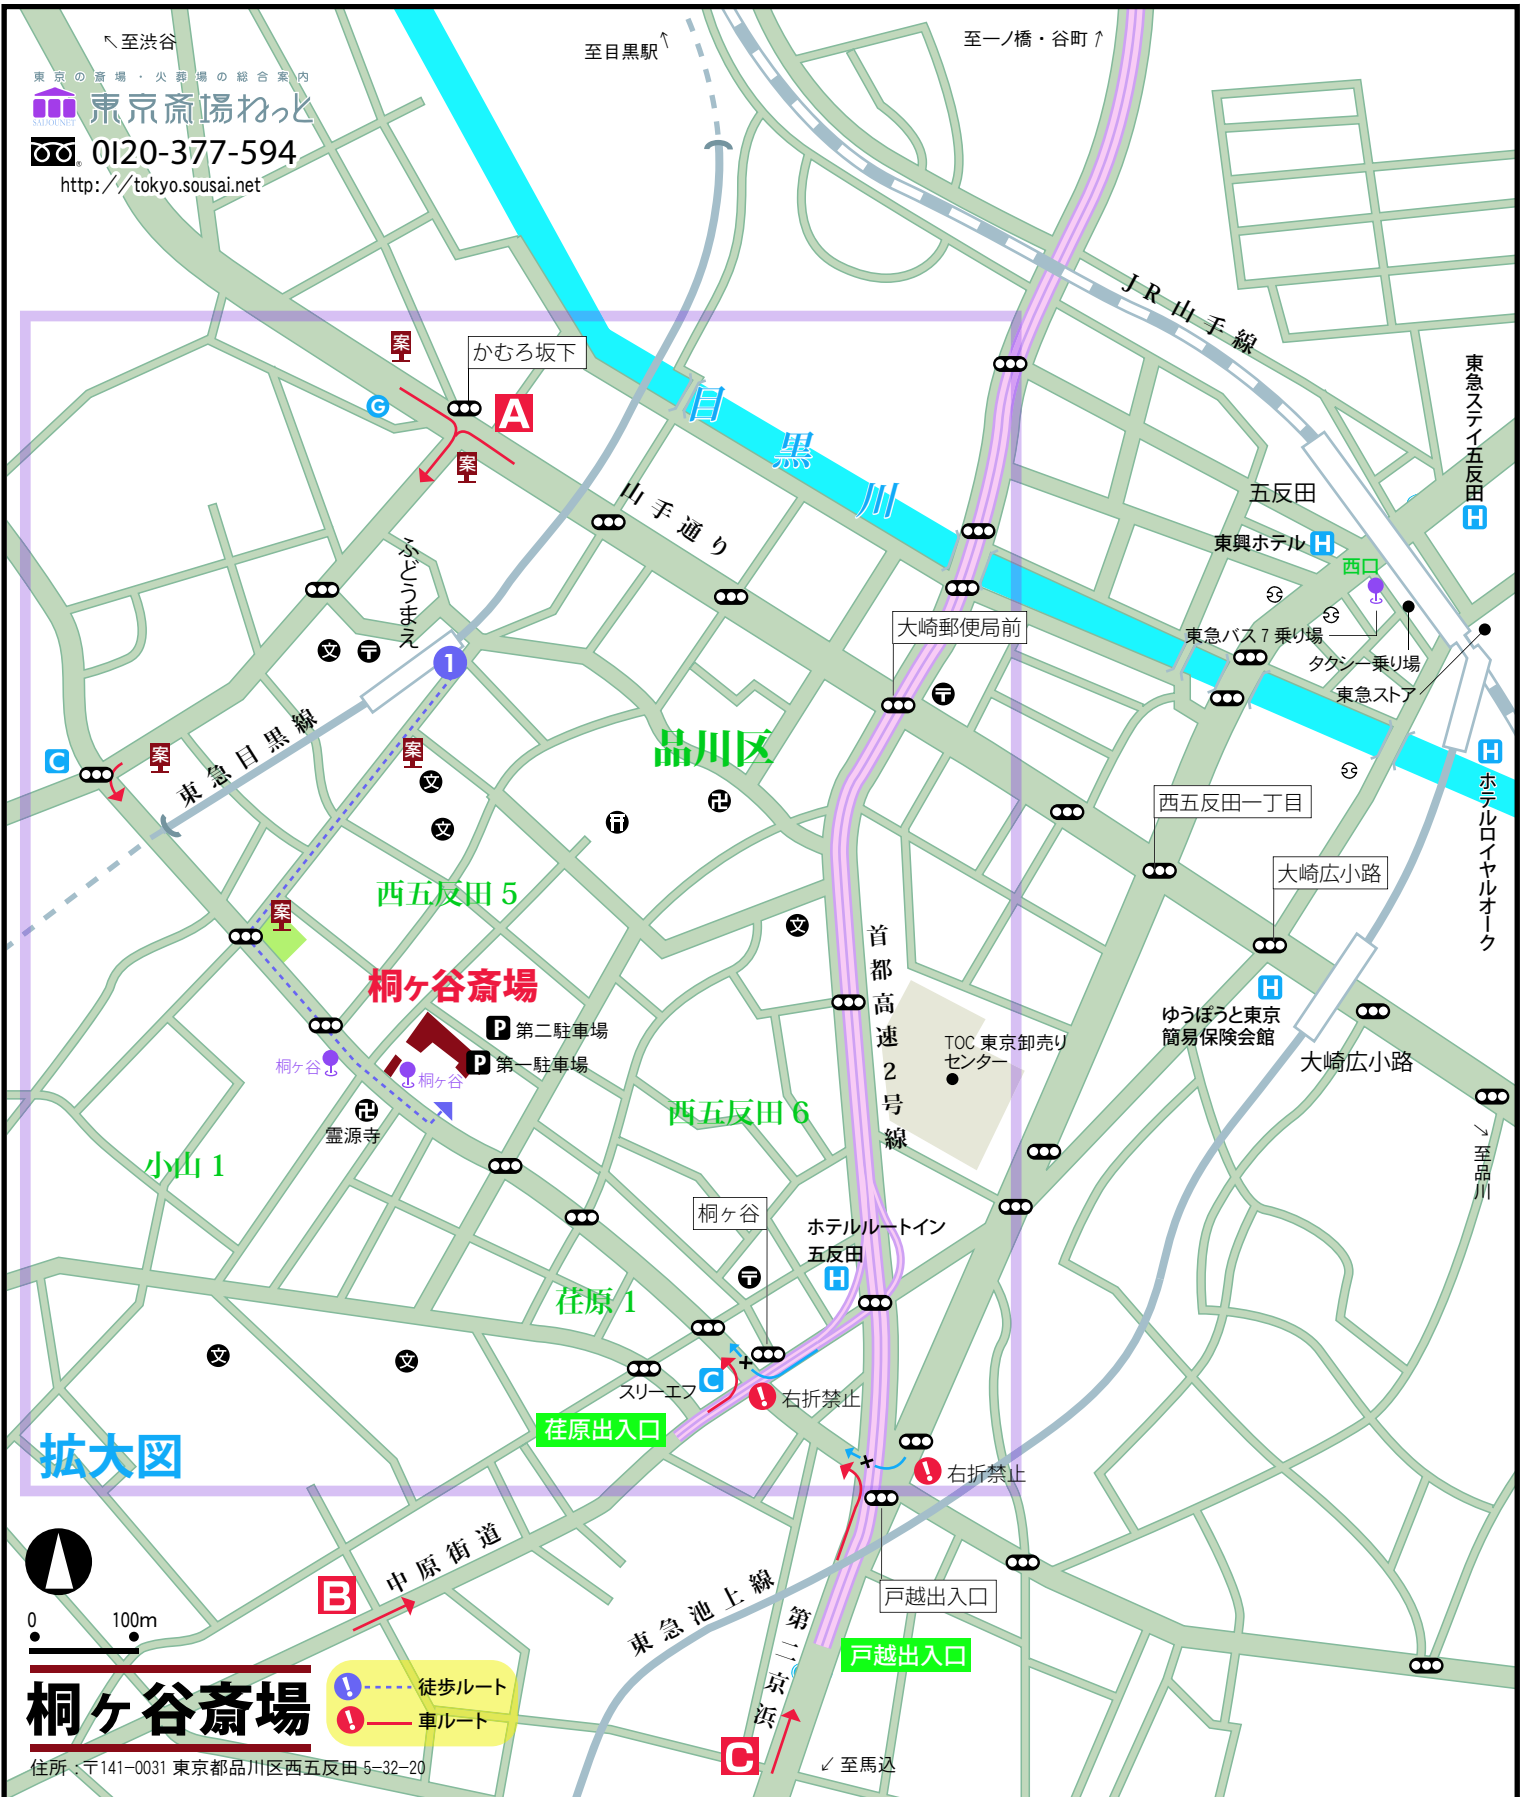 ↖至渋谷
至目黒駅↑
至一ノ橋・谷町↑
東京の斎場・火葬場の総合案内
SAIJOUNET
東京斎場ねっと
0120-377-594
http://tokyo.sousai.net
JR山手線
案
かむろ坂下
A
G
案
目黒川
東急ステイ五反田
H
山手通り
五反田
東興ホテル H
西口
ふどうまえ
文
〒
大崎郵便局前
東急バス7乗り場
タクシー乗り場
東急ストア
1
〒
東急目黒線
品川区
C
案
案
文
H
ホテルロイヤルオーク
文
卍
西五反田一丁目
大崎広小路
西五反田 5
案
文
首都高速2号線
桐ヶ谷斎場
P 第二駐車場
P 第一駐車場
桐ヶ谷
桐ヶ谷
H
ゆうぽうと東京
簡易保険会館
TOC 東京卸売り
センター
大崎広小路
卍
霊源寺
西五反田 6
小山 1
↓至品川
桐ヶ谷
ホテルルートイン
五反田
H
〒
荏原 1
文
文
スリーエフ C
! 右折禁止
荏原出入口
拡大図
! 右折禁止
中原街道
B
東急池上線
第二京浜
戸越出入口
戸越出入口
0 100m
桐ヶ谷斎場
! 徒歩ルート
! 車ルート
C
↙至馬込
住所:〒141-0031 東京都品川区西五反田 5-32-20